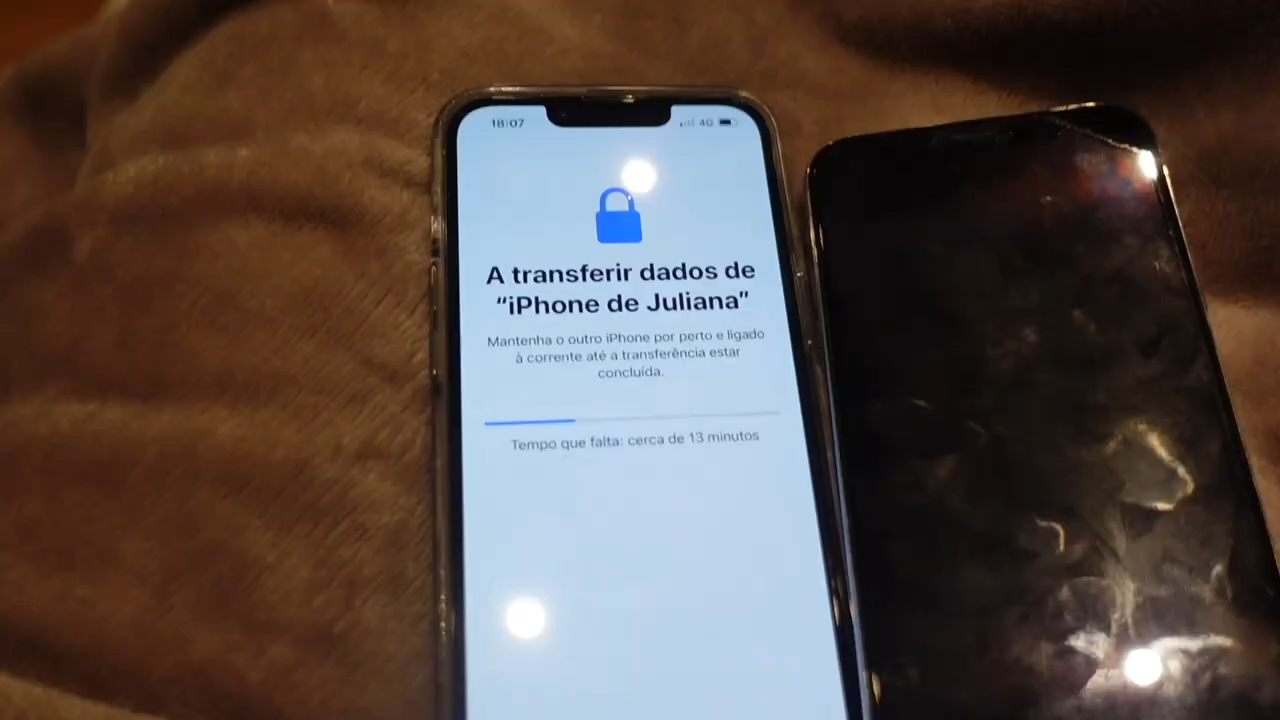 18:07
4G
A transferir dados de
“iPhone de Juliana”
Mantenha o outro iPhone por perto e ligado
à corrente até a transferência estar
concluída.
Tempo que falta: cerca de 13 minutos